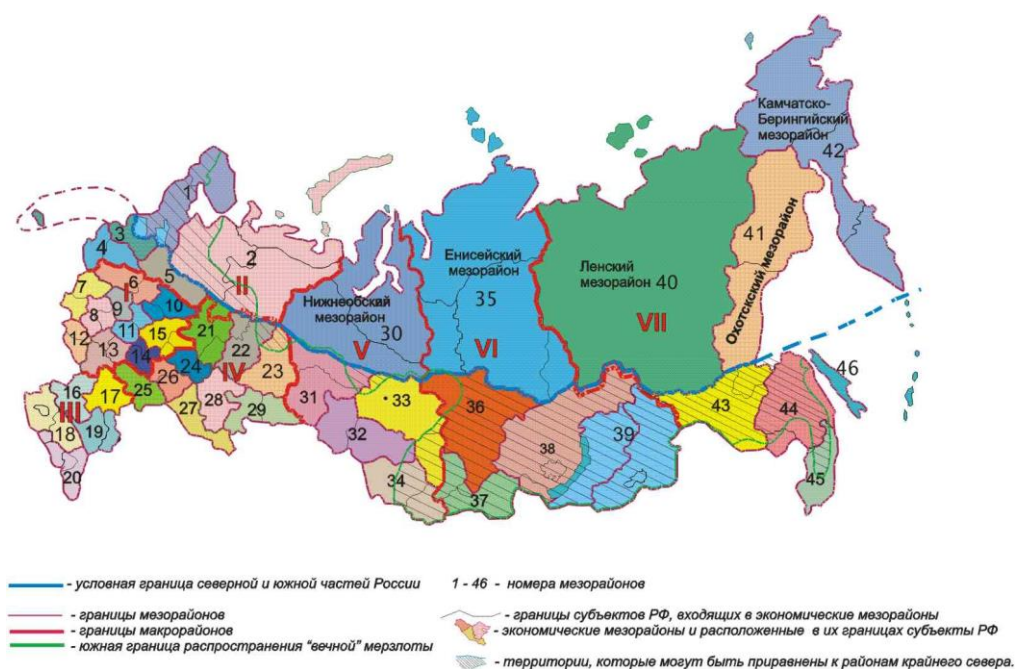 Камчатско-
Берингийский
мезорайон
42
1
3
4
2
41
Охотский мезорайон
Енисейский
мезорайон
35
Ленский
мезорайон 40
5
7
6
I
II
Нижнеобский
мезорайон
30
8
9
10
VII
V
VI
12
11
15
21
46
13
14
22
IV
23
24
16
25
26
31
33
36
43
III
17
27
28
29
32
38
39
44
18
19
34
37
45
20
- условная граница северной и южной частей России
1 - 46 - номера мезорайонов
- границы мезорайонов
- границы субъектов РФ, входящих в экономические мезорайоны
- границы макрорайонов
- экономические мезорайоны и расположенные в их границах субъекты РФ
- южная граница распространения "вечной" мерзлоты
- территории, которые могут быть приравнены к районам крайнего севера.